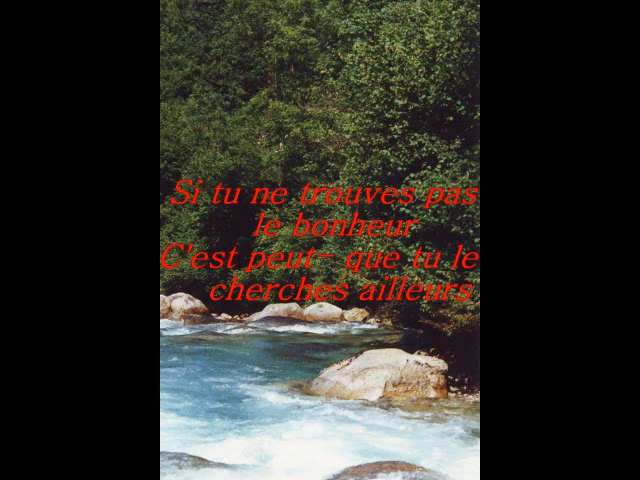 Si tu ne trouves pas
le bonheur
C'est peut- que tu le
cherches ailleurs